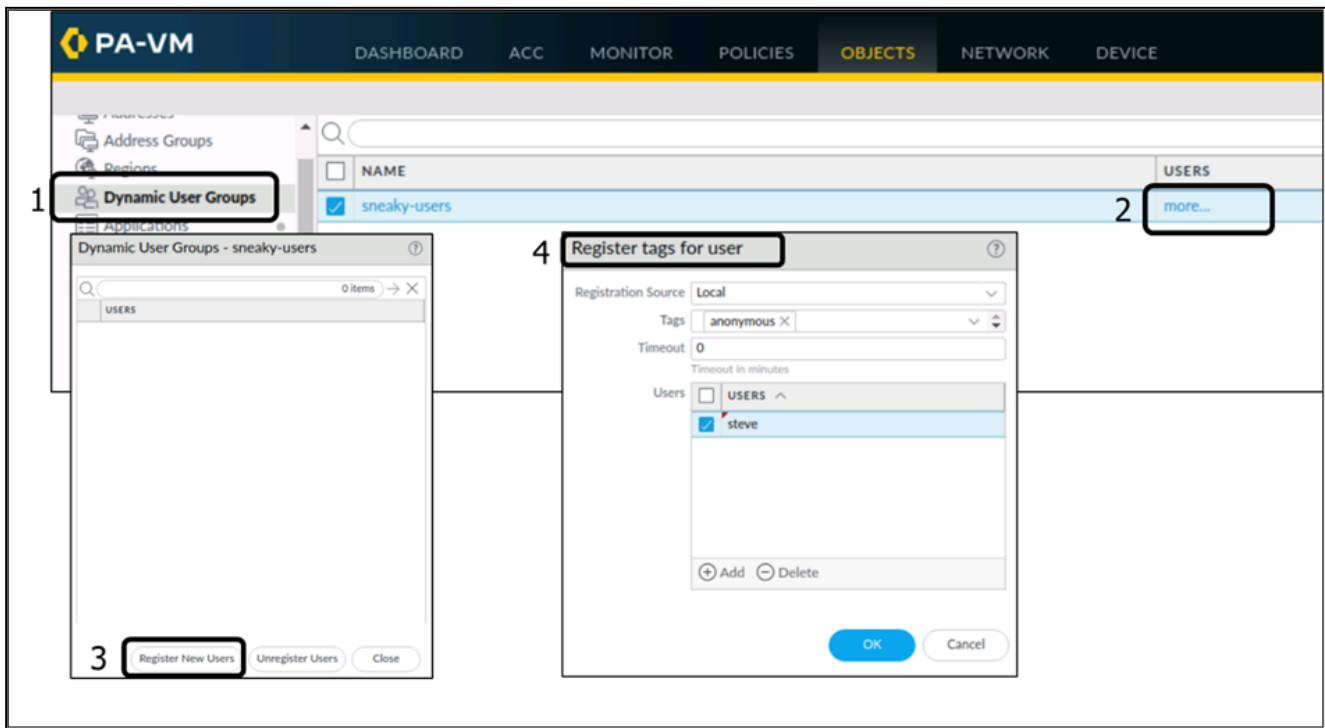 PA-VM
DASHBOARD ACC MONITOR POLICIES OBJECTS NETWORK DEVICE
Addresses
Address Groups
Regions
NAME USERS
1 Dynamic User Groups
sneaky-users 2 more...
Applications
Dynamic User Groups - sneaky-users
0 items
USERS
3 Register New Users Unregister Users Close
4 Register tags for user
Registration Source Local
Tags anonymous
Timeout 0
Timeout in minutes
Users USERS
steve
Add Delete
OK Cancel